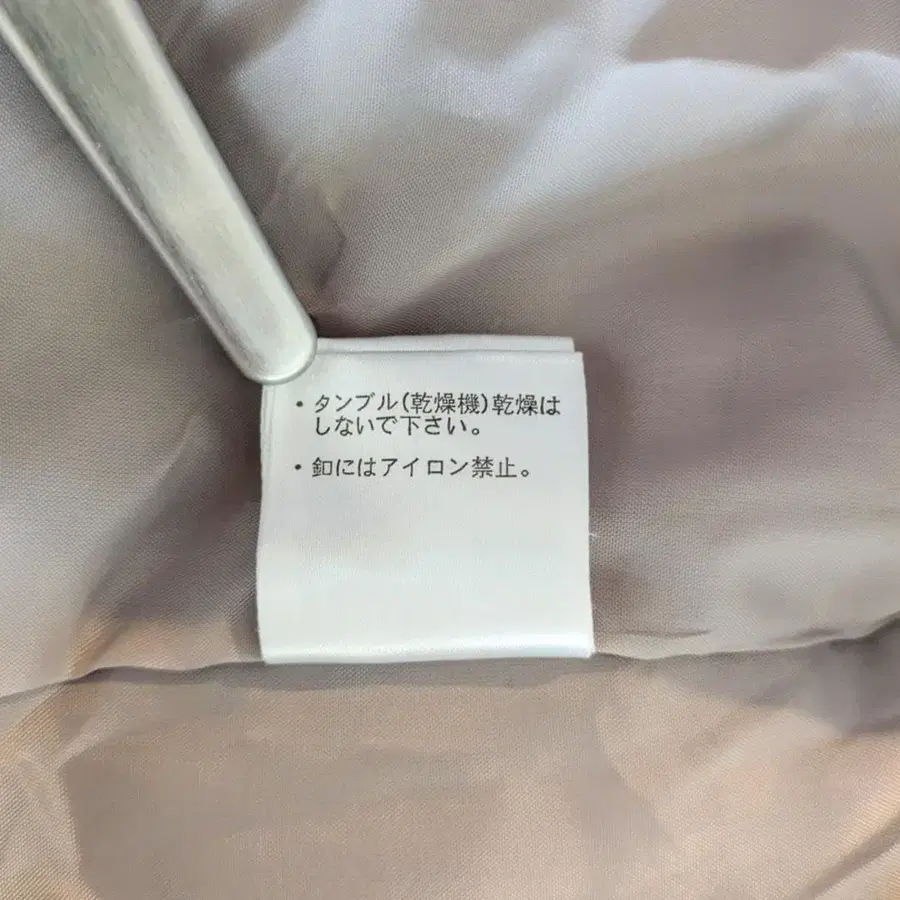 ・タンブル(乾燥機)乾燥は
しないで下さい。
・釦にはアイロン禁止。